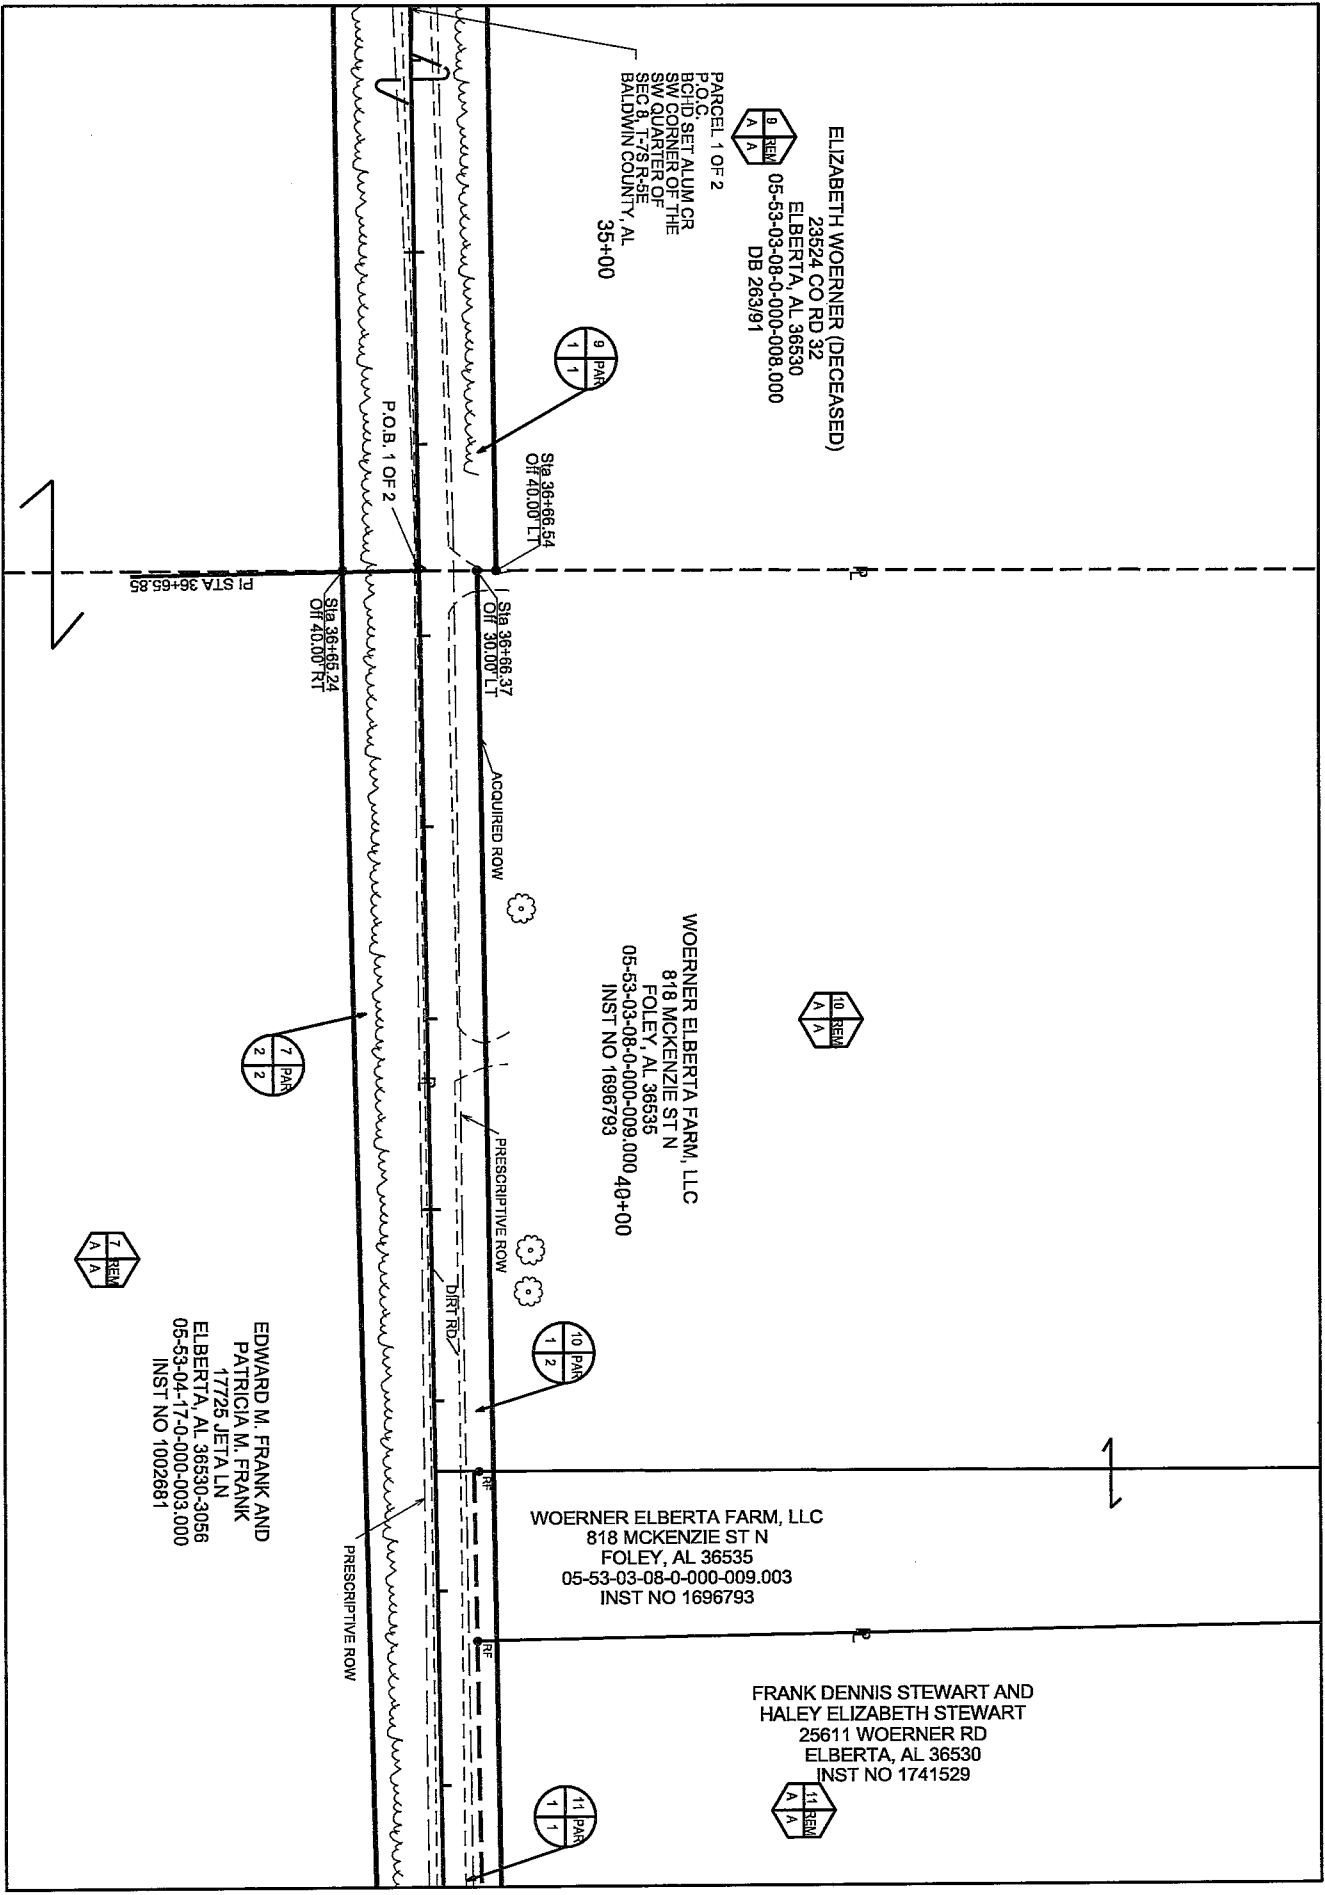 ELIZABETH WOERNER (DECEASED)
23524 CO RD 32
ELBERTA, AL 36530
05-53-03-08-0-000-008.000
DB 263/91
9 REM
A A
PARCEL 1 OF 2
P.O.C.
BCHD SET ALUM CR
SW CORNER OF THE
SW QUARTER OF
SEC 8, T-7S R-5E
BALDWIN COUNTY, AL
35+00
9 PAR
1 1
P.O.B. 1 OF 2
Sta 36+66.54
Off 40.00' LT
PI STA 36+65.85
Sta 36+65.24
Off 40.00' RT
Sta 36+66.37
Off 30.00' LT
PL
ACQUIRED ROW
WOERNER ELBERTA FARM, LLC
818 MCKENZIE ST N
FOLEY, AL 36535
05-53-03-08-0-000-009.000
INST NO 1696793
40+00
10 REM
A A
7 PAR
2 2
PRESCRIPTIVE ROW
DIRT RD
10 PAR
1 2
7 REM
A A
EDWARD M. FRANK AND
PATRICIA M. FRANK
17725 JETA LN
ELBERTA, AL 36530-3056
05-53-04-17-0-000-003.000
INST NO 1002681
PRESCRIPTIVE ROW
RF
WOERNER ELBERTA FARM, LLC
818 MCKENZIE ST N
FOLEY, AL 36535
05-53-03-08-0-000-009.003
INST NO 1696793
RF
PL
FRANK DENNIS STEWART AND
HALEY ELIZABETH STEWART
25611 WOERNER RD
ELBERTA, AL 36530
INST NO 1741529
11 REM
A A
11 PAR
1 1